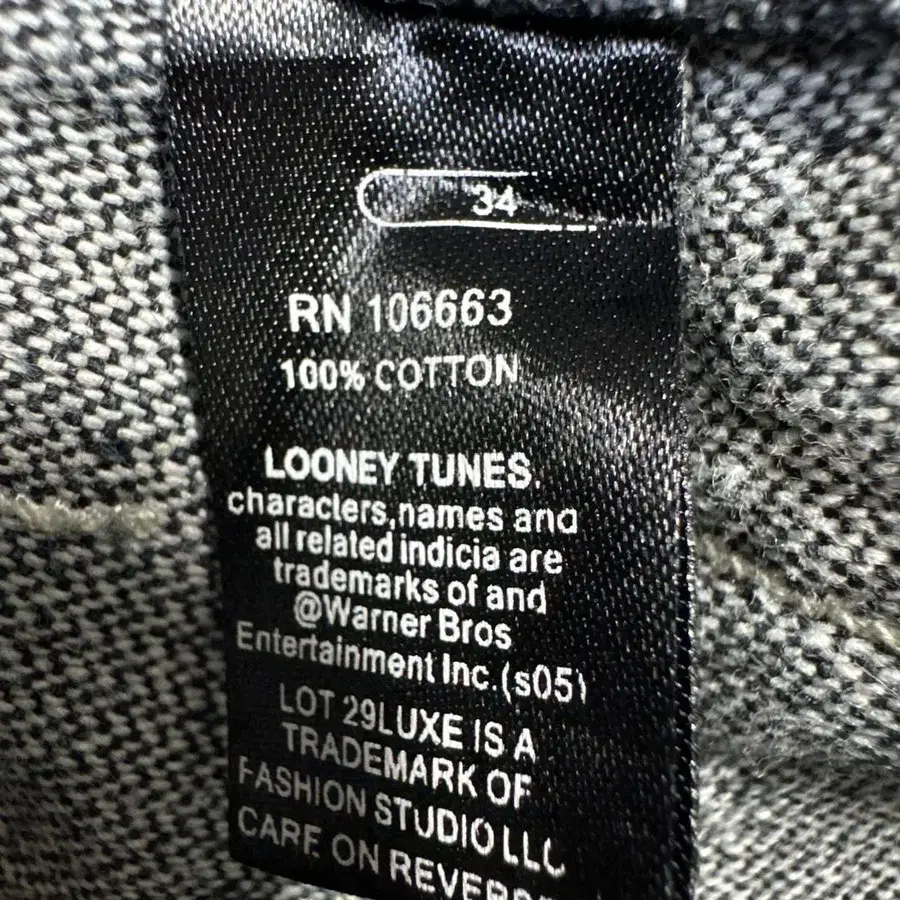 34
RN 106663
100% COTTON
LOONEY TUNES.
characters,names and
all related indicia are
trademarks of and
@Warner Bros
Entertainment Inc.(s05)
LOT 29LUXE IS A
TRADEMARK OF
FASHION STUDIO LLC
CARE ON REVERSE